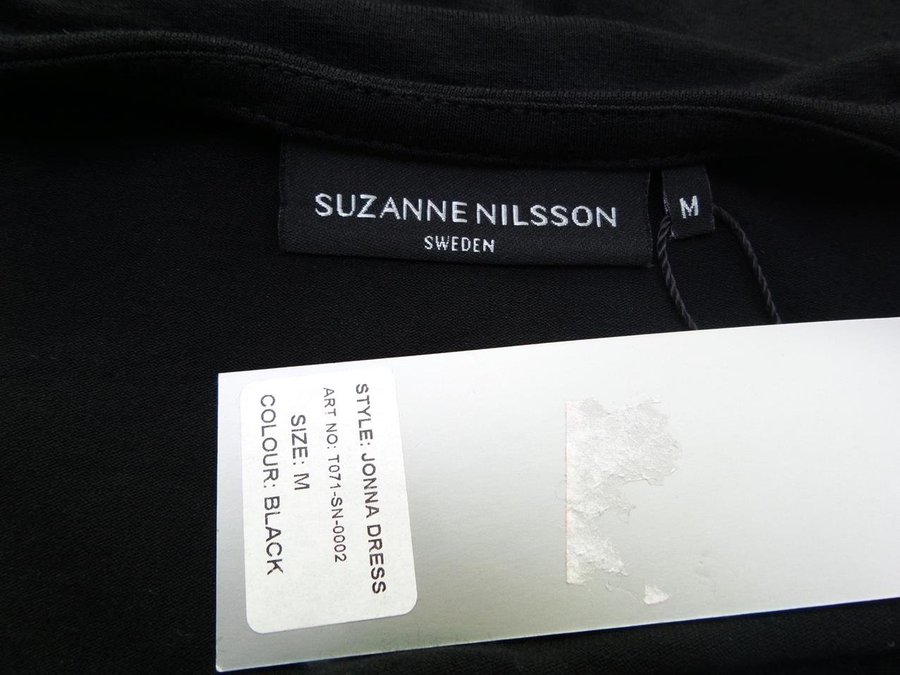 SUZANNE NILSSON
SWEDEN
M
STYLE: JONNA DRESS
ART NO: T071-SN-0002
SIZE: M
COLOUR: BLACK